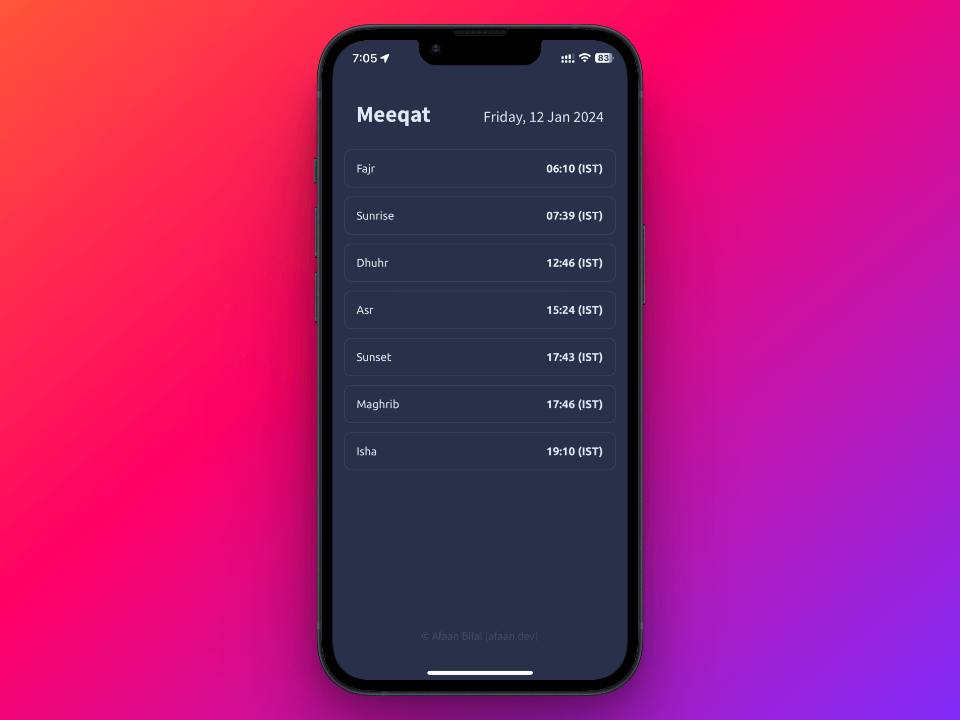 7:05
83
Meeqat
Friday, 12 Jan 2024
Fajr 06:10 (IST)
Sunrise 07:39 (IST)
Dhuhr 12:46 (IST)
Asr 15:24 (IST)
Sunset 17:43 (IST)
Maghrib 17:46 (IST)
Isha 19:10 (IST)
© Afaan Bilal (afaan.dev)